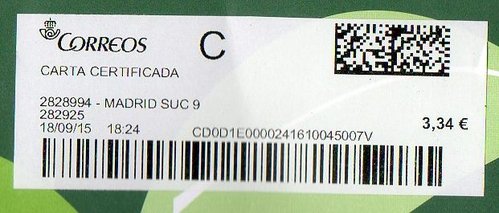 CORREOS
C
CARTA CERTIFICADA
2828994 - MADRID SUC 9
282925
3,34 €
18/09/15 18:24 CD0D1E0000241610045007V